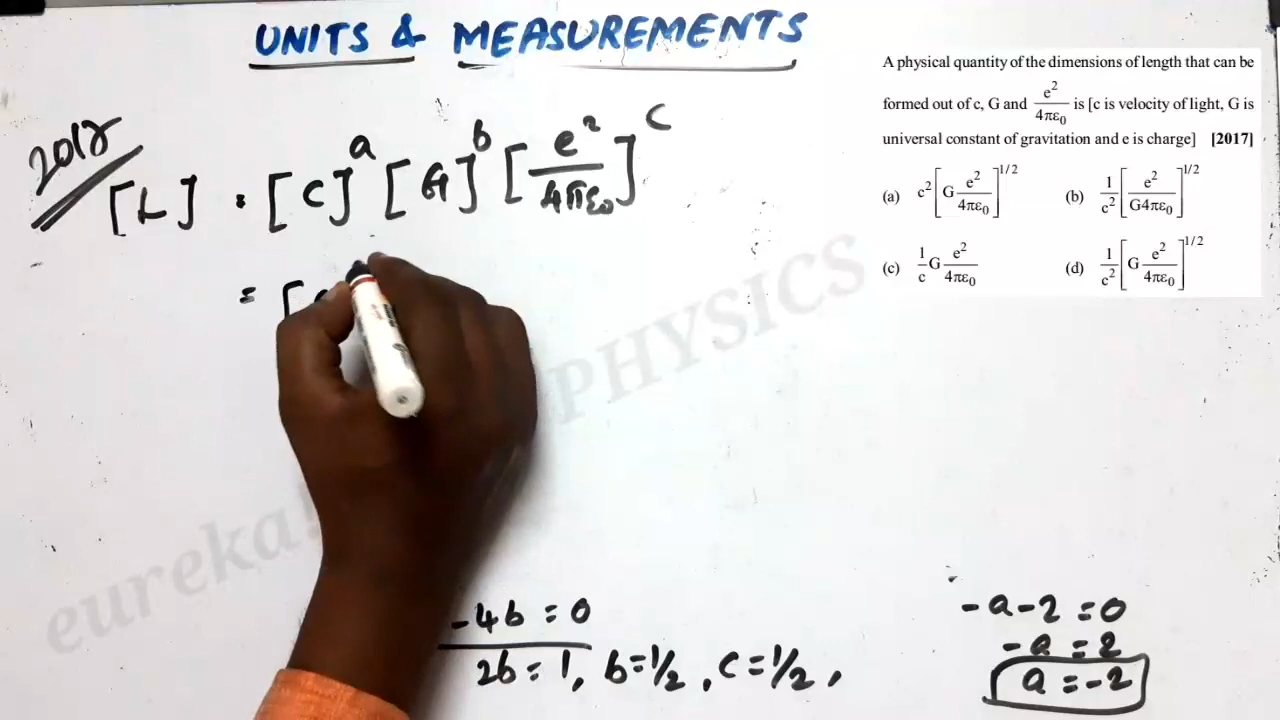 UNITS & MEASUREMENTS
A physical quantity of the dimensions of length that can be
formed out of c, G and e²/4πε₀ is [c is velocity of light, G is
universal constant of gravitation and e is charge] [2017]
(a) c²[G e²/4πε₀]^1/2
(b) 1/c²[e²/G4πε₀]^1/2
(c) 1/c G e²/4πε₀
(d) 1/c²[G e²/4πε₀]^1/2
[L] = [C]^a [G]^b [e²/4πε₀]^c
= [
eureka! PHYSICS
-4b = 0
2b = 1, b = 1/2, c = 1/2,
-a-2 = 0
-a = 2
a = -2